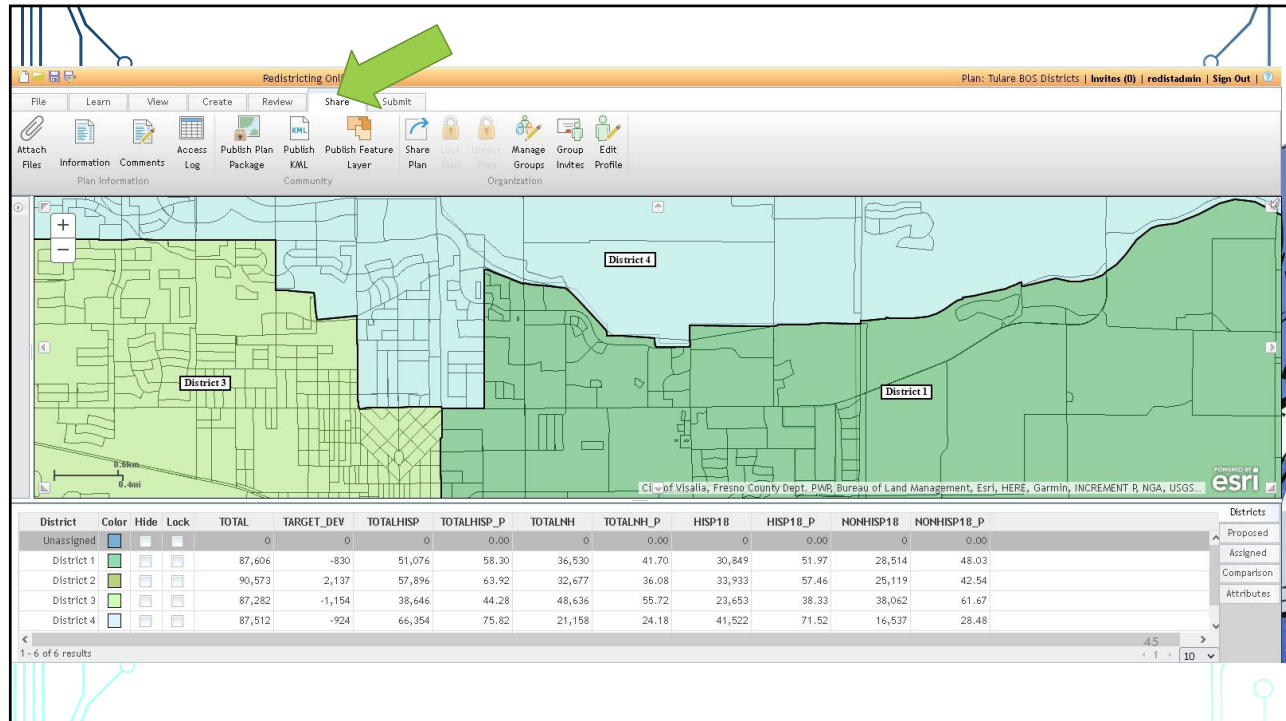 Redistricting Onli
Plan: Tulare BOS Districts | Invites (0) | redistadmin | Sign Out | ?
File Learn View Create Review Share Submit
Attach Files
Information
Comments
Access Log
Publish Plan Package
Publish KML
Publish Feature Layer
Share Plan
Lock Plan
Unlock Plan
Manage Groups
Group Invites
Edit Profile
Plan Information Community Organization
KML
+
−
District 4
District 3
District 1
0.6km
0.4mi
City of Visalia, Fresno County Dept. PWP, Bureau of Land Management, Esri, HERE, Garmin, INCREMENT P, NGA, USGS...
POWERED BY
esri
District Color Hide Lock TOTAL TARGET_DEV TOTALHISP TOTALHISP_P TOTALNH TOTALNH_P HISP18 HISP18_P NONHISP18 NONHISP18_P
Unassigned 0 0 0 0.00 0 0.00 0 0.00 0 0.00
District 1 87,606 -830 51,076 58.30 36,530 41.70 30,849 51.97 28,514 48.03
District 2 90,573 2,137 57,896 63.92 32,677 36.08 33,933 57.46 25,119 42.54
District 3 87,282 -1,154 38,646 44.28 48,636 55.72 23,653 38.33 38,062 61.67
District 4 87,512 -924 66,354 75.82 21,158 24.18 41,522 71.52 16,537 28.48
Districts
Proposed
Assigned
Comparison
Attributes
45
1 - 6 of 6 results
‹ 1 › 10